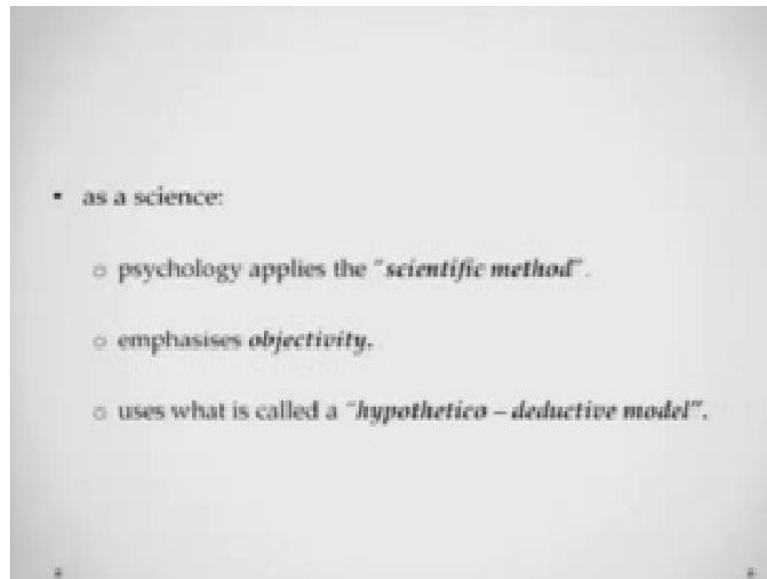 ▪ as a science:
○ psychology applies the "scientific method".
○ emphasises objectivity.
○ uses what is called a "hypothetico – deductive model".